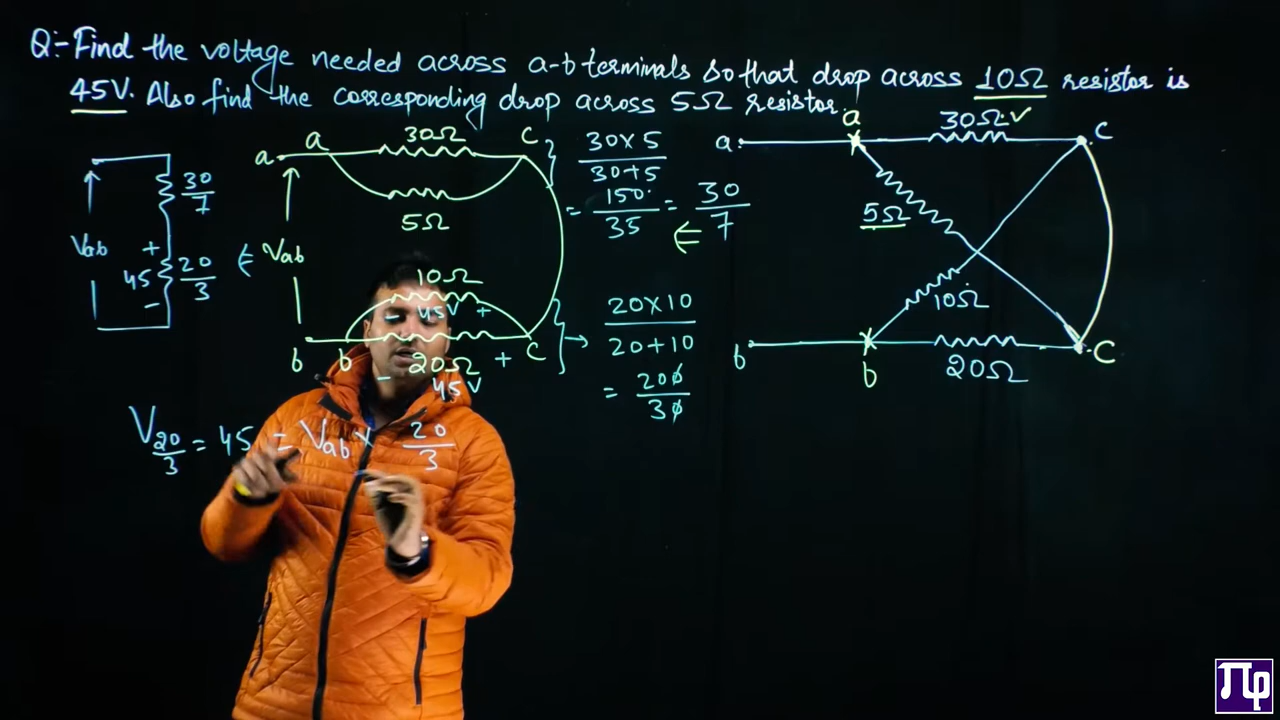 Q:-Find the voltage needed across a-b terminals so that drop across 10Ω resistor is
45V. Also find the corresponding drop across 5Ω resistor.
a a 30Ω C
5Ω
Vab
10Ω
- 45V +
b b - 20Ω + C
45V
30/7
Vab + 45 - 20/3
⇐
30×5/30+5
= 150/35 = 30/7
⇐
→ 20×10/20+10
= 200/30
a a 30Ω V C
5Ω
10Ω
b b 20Ω C
V20/3 = 45 = Vab × 20/3
πφ